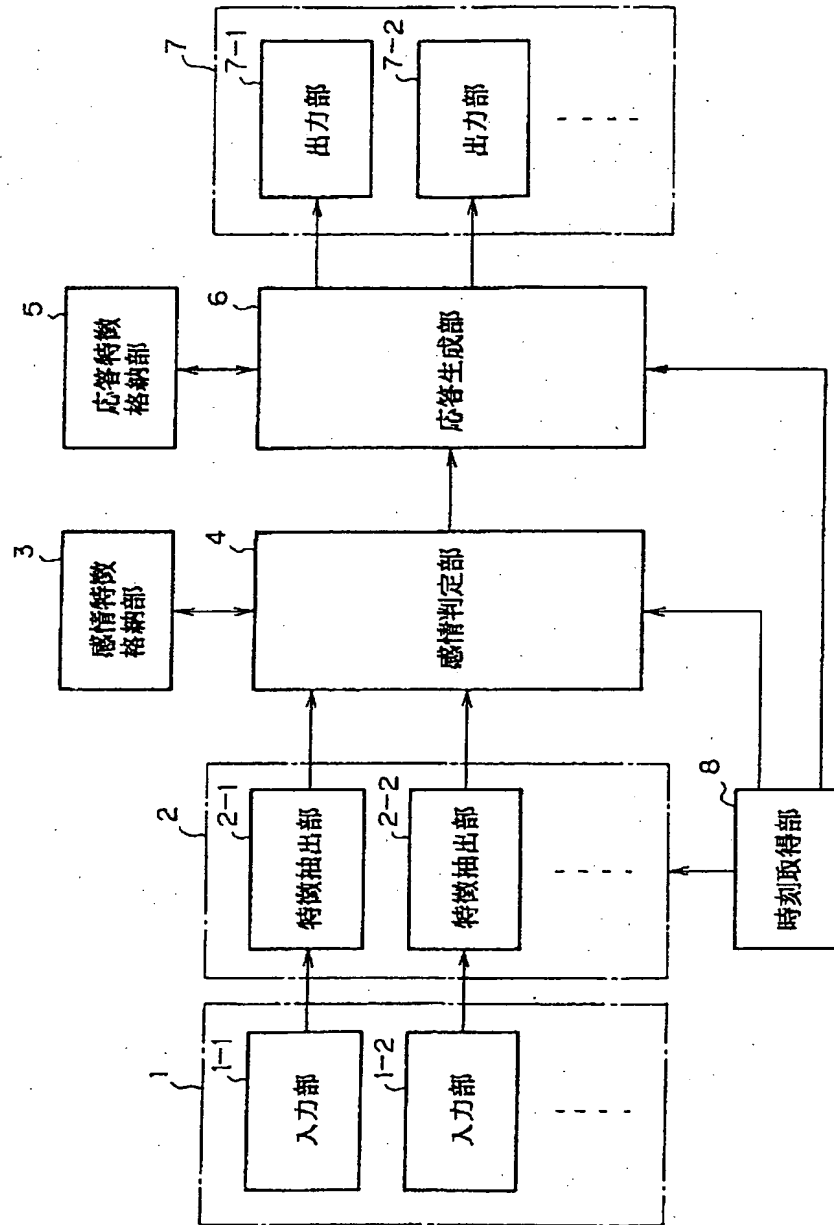 1
1-1
入力部
1-2
入力部
2
2-1
特徴抽出部
2-2
特徴抽出部
3
感情特徴
格納部
4
感情判定部
5
応答特徴
格納部
6
応答生成部
7
7-1
出力部
7-2
出力部
8
時刻取得部